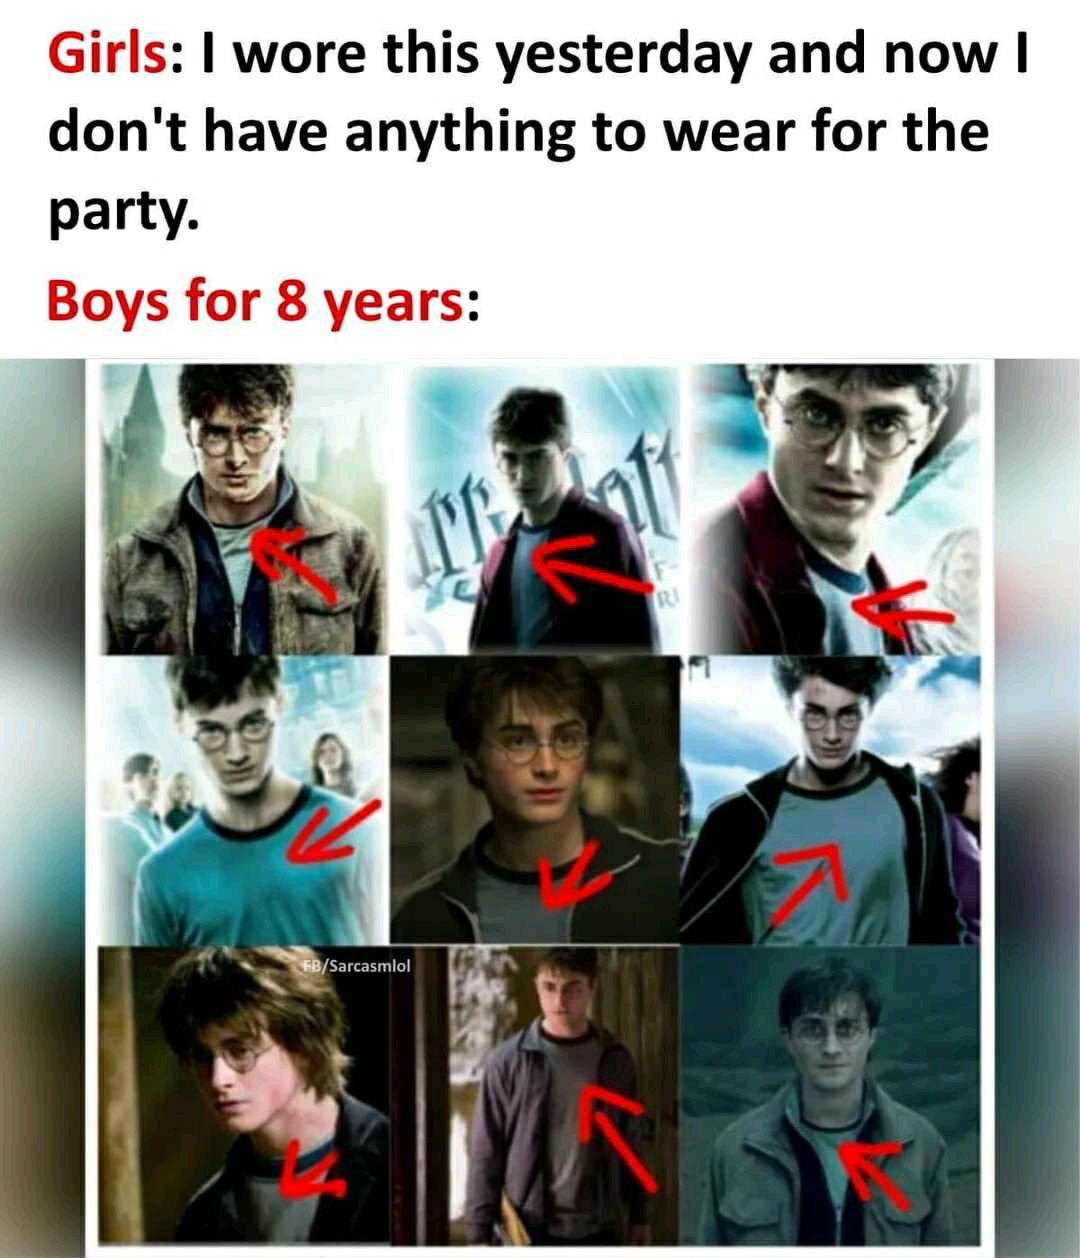 Girls: I wore this yesterday and now I
don't have anything to wear for the
party.
Boys for 8 years:
FB/Sarcasmlol